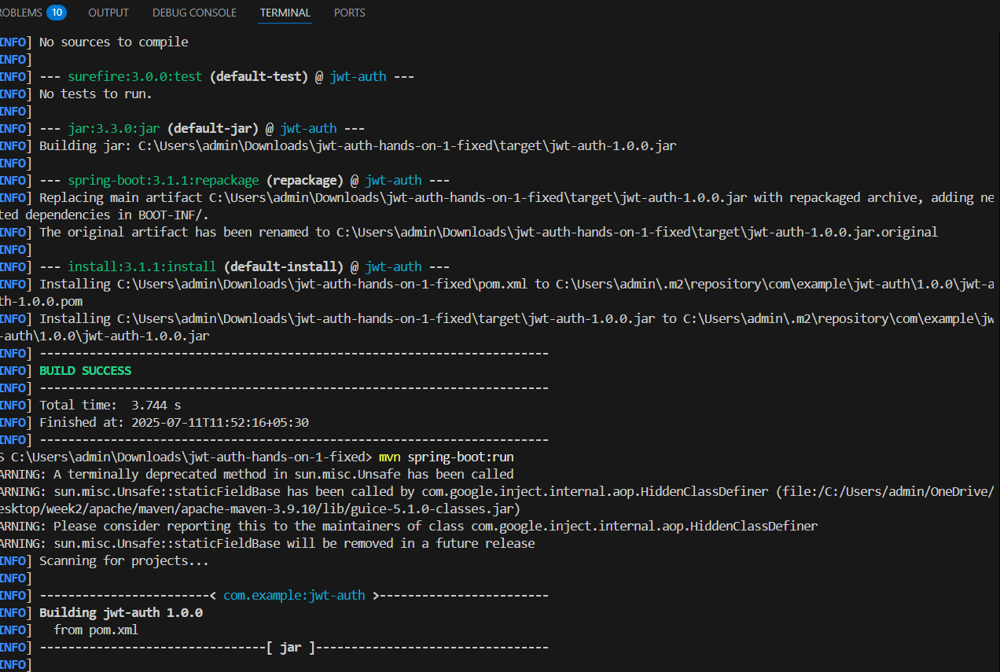 ROBLEMS 10 OUTPUT DEBUG CONSOLE TERMINAL PORTS
INFO] No sources to compile
INFO]
INFO] --- surefire:3.0.0:test (default-test) @ jwt-auth ---
INFO] No tests to run.
INFO]
INFO] --- jar:3.3.0:jar (default-jar) @ jwt-auth ---
INFO] Building jar: C:\Users\admin\Downloads\jwt-auth-hands-on-1-fixed\target\jwt-auth-1.0.0.jar
INFO]
INFO] --- spring-boot:3.1.1:repackage (repackage) @ jwt-auth ---
INFO] Replacing main artifact C:\Users\admin\Downloads\jwt-auth-hands-on-1-fixed\target\jwt-auth-1.0.0.jar with repackaged archive, adding ne
ted dependencies in BOOT-INF/.
INFO] The original artifact has been renamed to C:\Users\admin\Downloads\jwt-auth-hands-on-1-fixed\target\jwt-auth-1.0.0.jar.original
INFO]
INFO] --- install:3.1.1:install (default-install) @ jwt-auth ---
INFO] Installing C:\Users\admin\Downloads\jwt-auth-hands-on-1-fixed\pom.xml to C:\Users\admin\.m2\repository\com\example\jwt-auth\1.0.0\jwt-a
th-1.0.0.pom
INFO] Installing C:\Users\admin\Downloads\jwt-auth-hands-on-1-fixed\target\jwt-auth-1.0.0.jar to C:\Users\admin\.m2\repository\com\example\jw
-auth\1.0.0\jwt-auth-1.0.0.jar
INFO] ------------------------------------------------------------------------
INFO] BUILD SUCCESS
INFO] ------------------------------------------------------------------------
INFO] Total time:  3.744 s
INFO] Finished at: 2025-07-11T11:52:16+05:30
INFO] ------------------------------------------------------------------------
S C:\Users\admin\Downloads\jwt-auth-hands-on-1-fixed> mvn spring-boot:run
ARNING: A terminally deprecated method in sun.misc.Unsafe has been called
ARNING: sun.misc.Unsafe::staticFieldBase has been called by com.google.inject.internal.aop.HiddenClassDefiner (file:/C:/Users/admin/OneDrive/
esktop/week2/apache/maven/apache-maven-3.9.10/lib/guice-5.1.0-classes.jar)
ARNING: Please consider reporting this to the maintainers of class com.google.inject.internal.aop.HiddenClassDefiner
ARNING: sun.misc.Unsafe::staticFieldBase will be removed in a future release
INFO] Scanning for projects...
INFO]
INFO] ------------------------< com.example:jwt-auth >------------------------
INFO] Building jwt-auth 1.0.0
INFO]   from pom.xml
INFO] --------------------------------[ jar ]---------------------------------
INFO]